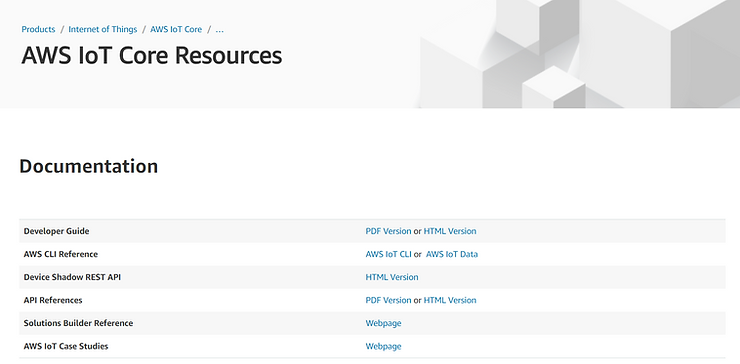 Products / Internet of Things / AWS IoT Core / ...
AWS IoT Core Resources
Documentation
Developer Guide PDF Version or HTML Version
AWS CLI Reference AWS IoT CLI or AWS IoT Data
Device Shadow REST API HTML Version
API References PDF Version or HTML Version
Solutions Builder Reference Webpage
AWS IoT Case Studies Webpage